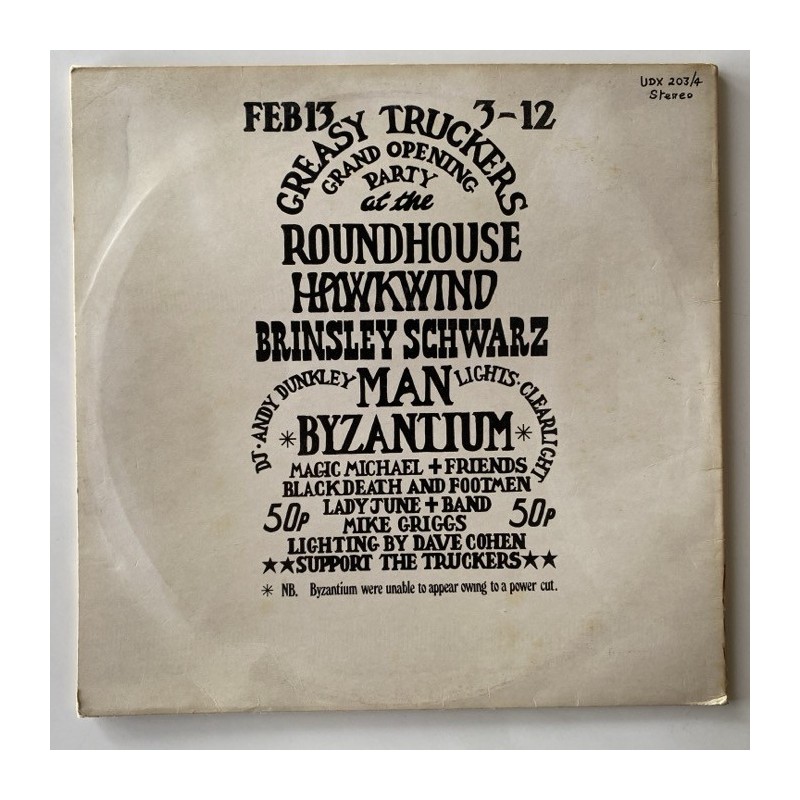 UDX 203/4
Stereo
FEB 13 3-12
GREASY TRUCKERS
GRAND OPENING
PARTY
at the
ROUNDHOUSE
HAWKWIND
BRINSLEY SCHWARZ
DJ·ANDY DUNKLEY MAN LIGHTS·CLEARLIGHT
*BYZANTIUM*
MAGIC MICHAEL + FRIENDS
BLACKDEATH AND FOOTMEN
LADY JUNE + BAND
50p MIKE GRIGGS 50p
LIGHTING BY DAVE COHEN
★★SUPPORT THE TRUCKERS★★
* NB. Byzantium were unable to appear owing to a power cut.